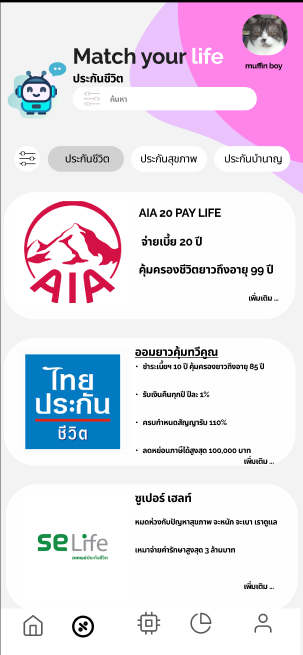 Match your life
muffin boy
ประกันชีวิต
ค้นหา
ประกันชีวิต
ประกันสุขภาพ
ประกันบำนาญ
AIA
AIA 20 PAY LIFE
จ่ายเบี้ย 20 ปี
คุ้มครองชีวิตยาวถึงอายุ 99 ปี
เพิ่มเติม ...
ไทย
ประกัน
ชีวิต
ออมยาวคุ้มทวีคูณ
• ชำระเบี้ยฯ 10 ปี คุ้มครองยาวถึงอายุ 85 ปี
• รับเงินคืนทุกปี ปีละ 1%
• ครบกำหนดสัญญารับ 110%
• ลดหย่อนภาษีได้สูงสุด 100,000 บาท
เพิ่มเติม ...
se Life
ซูเปอร์ เฮลท์
หมดห่วงกับปัญหาสุขภาพ จะหนัก จะเบา เราดูแล
เหมาจ่ายค่ารักษาสูงสุด 3 ล้านบาท
เพิ่มเติม ...